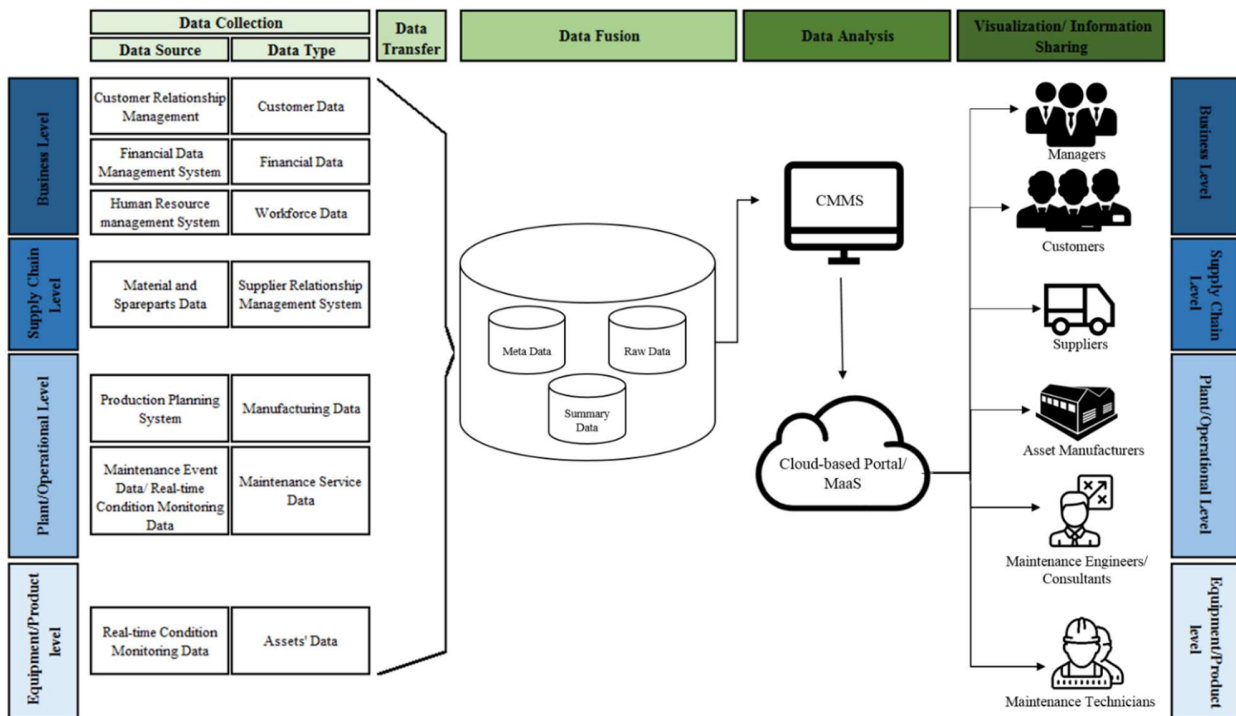 Data Collection
Data Source
Data Type
Data
Transfer
Data Fusion
Data Analysis
Visualization/ Information
Sharing
Business Level
Customer Relationship
Management
Customer Data
Financial Data
Management System
Financial Data
Human Resource
management System
Workforce Data
Supply Chain
Level
Material and
Spareparts Data
Supplier Relationship
Management System
Plant/Operational Level
Production Planning
System
Manufacturing Data
Maintenance Event
Data/ Real-time
Condition Monitoring
Data
Maintenance Service
Data
Equipment/Product
level
Real-time Condition
Monitoring Data
Assets' Data
Meta Data
Raw Data
Summary
Data
CMMS
Cloud-based Portal/
MaaS
Managers
Customers
Suppliers
Asset Manufacturers
Maintenance Engineers/
Consultants
Maintenance Technicians
Business Level
Supply Chain
Level
Plant/Operational Level
Equipment/Product
level